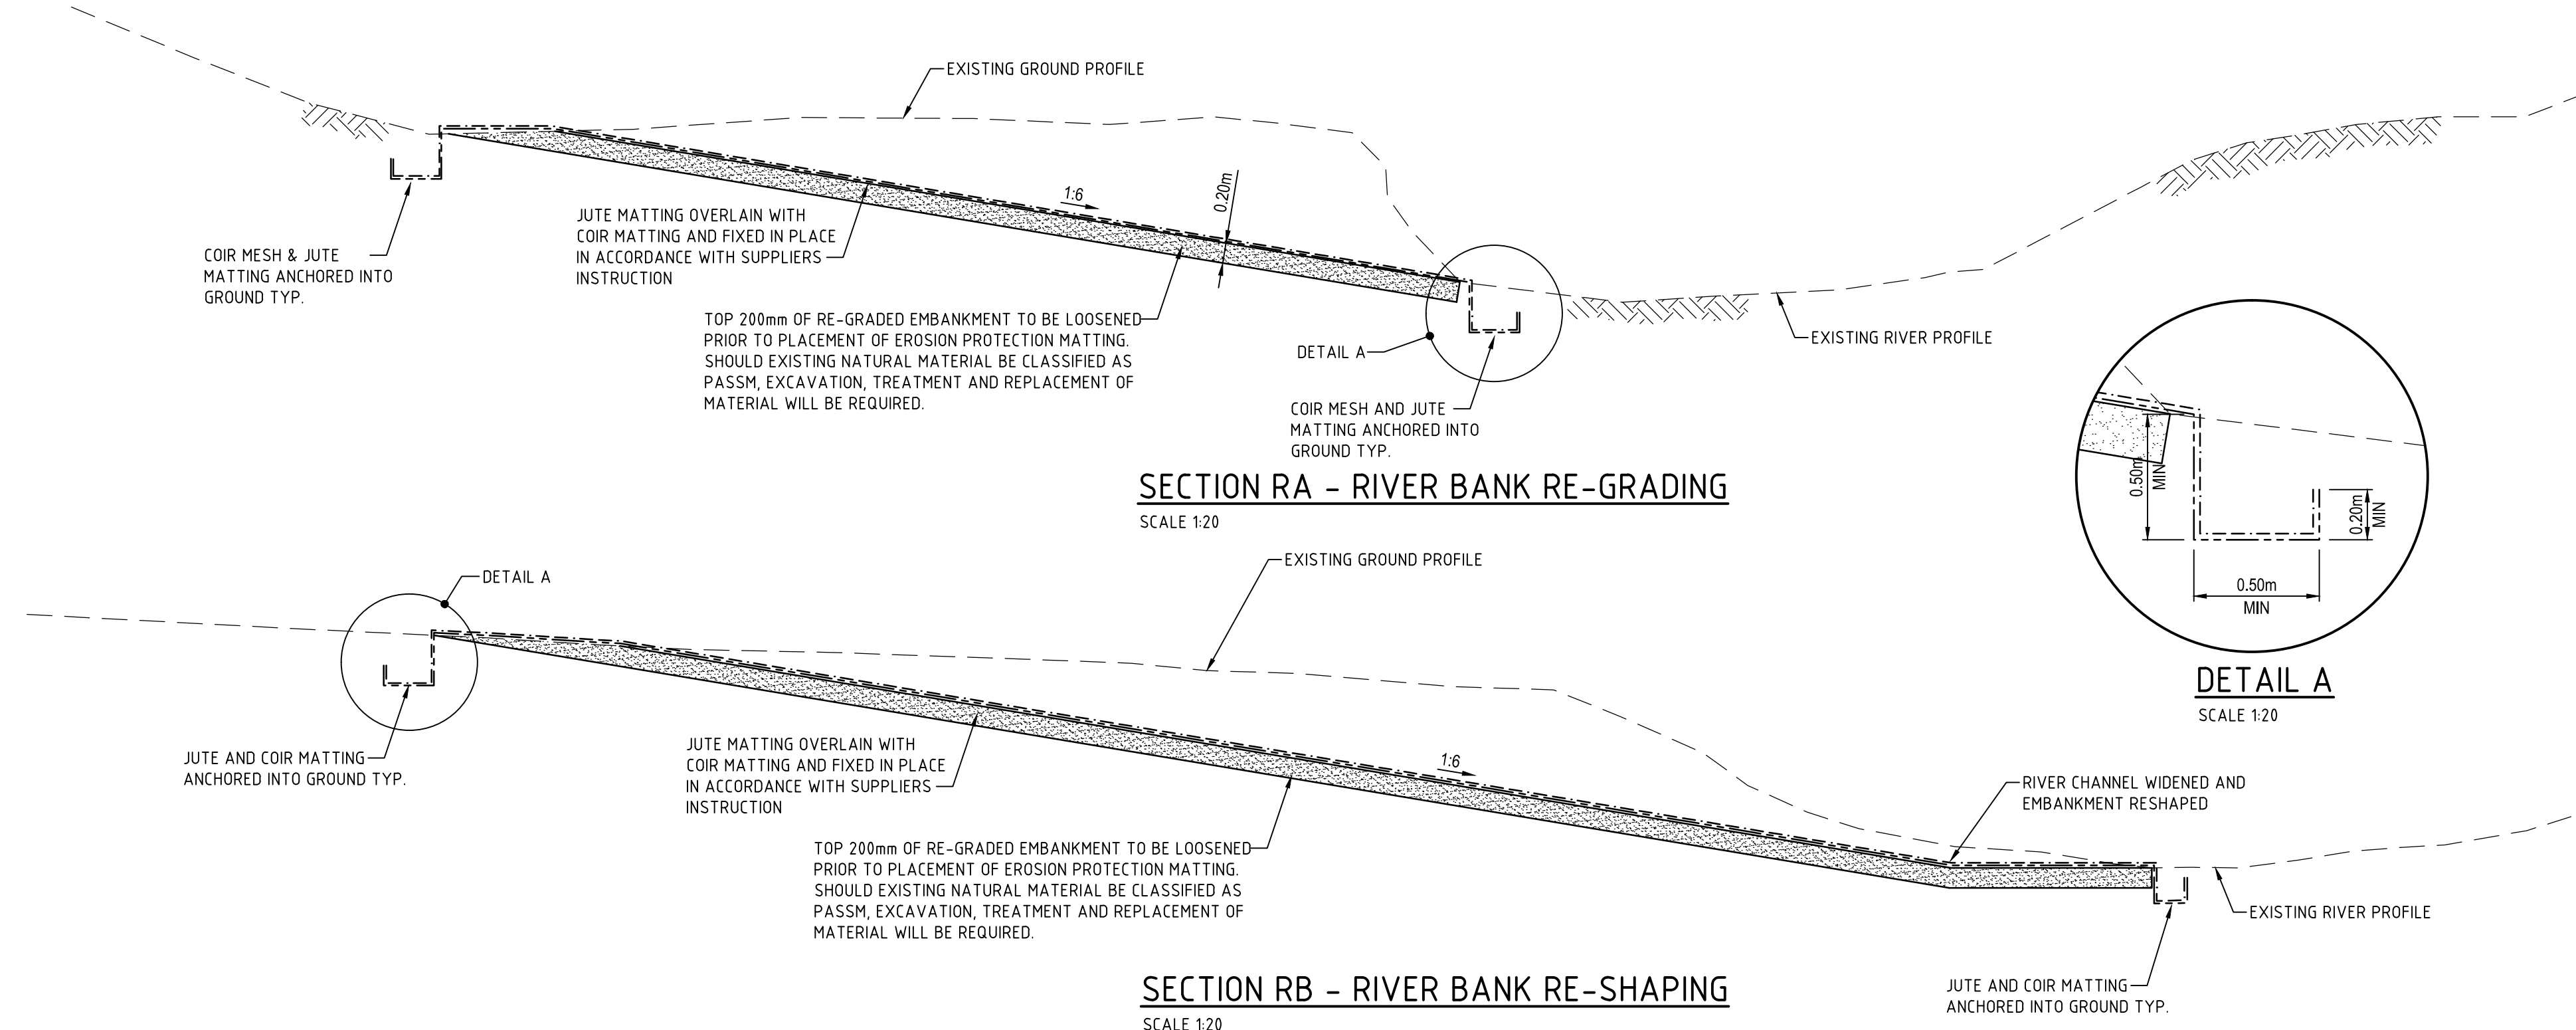 EXISTING GROUND PROFILE
1:6
0.20m
JUTE MATTING OVERLAIN WITH
COIR MATTING AND FIXED IN PLACE
IN ACCORDANCE WITH SUPPLIERS
INSTRUCTION
COIR MESH & JUTE
MATTING ANCHORED INTO
GROUND TYP.
TOP 200mm OF RE-GRADED EMBANKMENT TO BE LOOSENED
PRIOR TO PLACEMENT OF EROSION PROTECTION MATTING.
SHOULD EXISTING NATURAL MATERIAL BE CLASSIFIED AS
PASSM, EXCAVATION, TREATMENT AND REPLACEMENT OF
MATERIAL WILL BE REQUIRED.
DETAIL A
EXISTING RIVER PROFILE
COIR MESH AND JUTE
MATTING ANCHORED INTO
GROUND TYP.
SECTION RA - RIVER BANK RE-GRADING
SCALE 1:20
0.50m
MIN
0.20m
MIN
0.50m
MIN
DETAIL A
SCALE 1:20
DETAIL A
EXISTING GROUND PROFILE
JUTE AND COIR MATTING
ANCHORED INTO GROUND TYP.
JUTE MATTING OVERLAIN WITH
COIR MATTING AND FIXED IN PLACE
IN ACCORDANCE WITH SUPPLIERS
INSTRUCTION
1:6
RIVER CHANNEL WIDENED AND
EMBANKMENT RESHAPED
TOP 200mm OF RE-GRADED EMBANKMENT TO BE LOOSENED
PRIOR TO PLACEMENT OF EROSION PROTECTION MATTING.
SHOULD EXISTING NATURAL MATERIAL BE CLASSIFIED AS
PASSM, EXCAVATION, TREATMENT AND REPLACEMENT OF
MATERIAL WILL BE REQUIRED.
EXISTING RIVER PROFILE
JUTE AND COIR MATTING
ANCHORED INTO GROUND TYP.
SECTION RB - RIVER BANK RE-SHAPING
SCALE 1:20